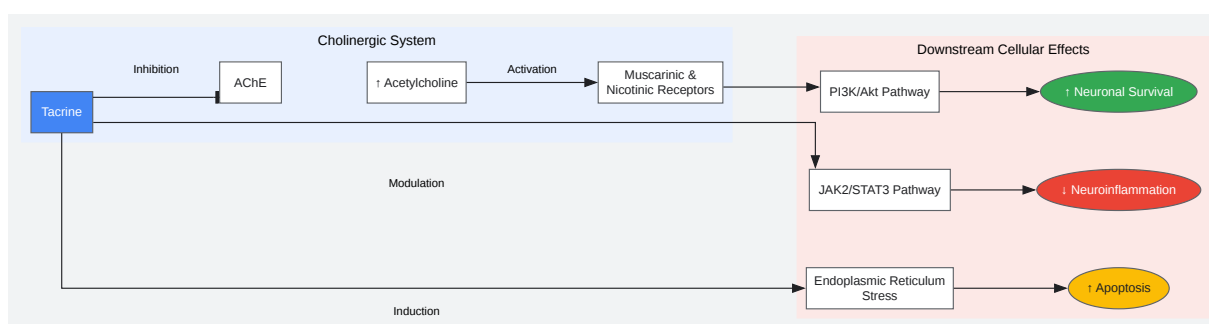 Cholinergic System
Downstream Cellular Effects
Inhibition
AChE
↑ Acetylcholine
Activation
Muscarinic &
Nicotinic Receptors
Tacrine
PI3K/Akt Pathway
↑ Neuronal Survival
Modulation
JAK2/STAT3 Pathway
↓ Neuroinflammation
Endoplasmic Reticulum
Stress
↑ Apoptosis
Induction